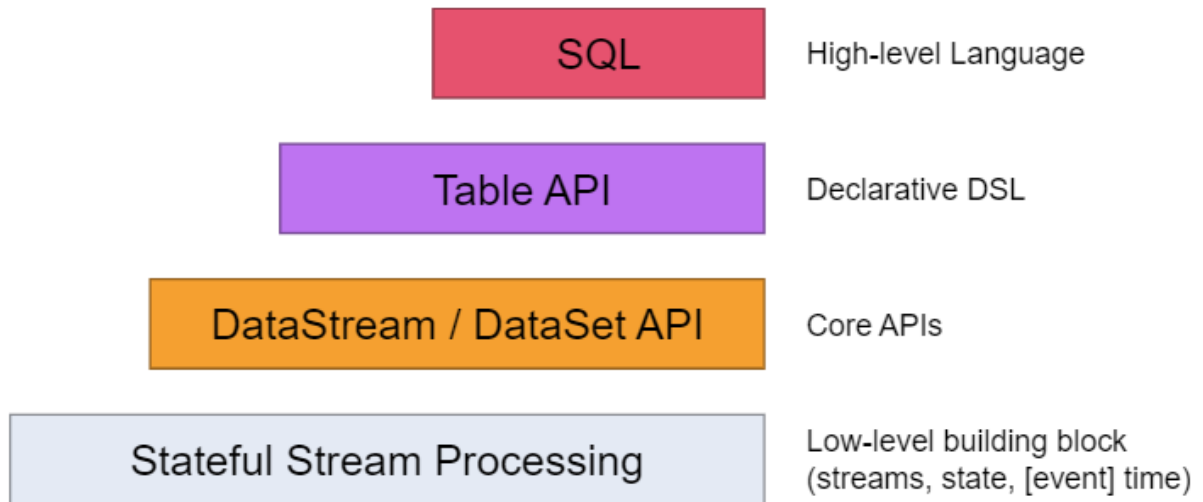 SQL
High-level Language
Table API
Declarative DSL
DataStream / DataSet API
Core APIs
Stateful Stream Processing
Low-level building block
(streams, state, [event] time)